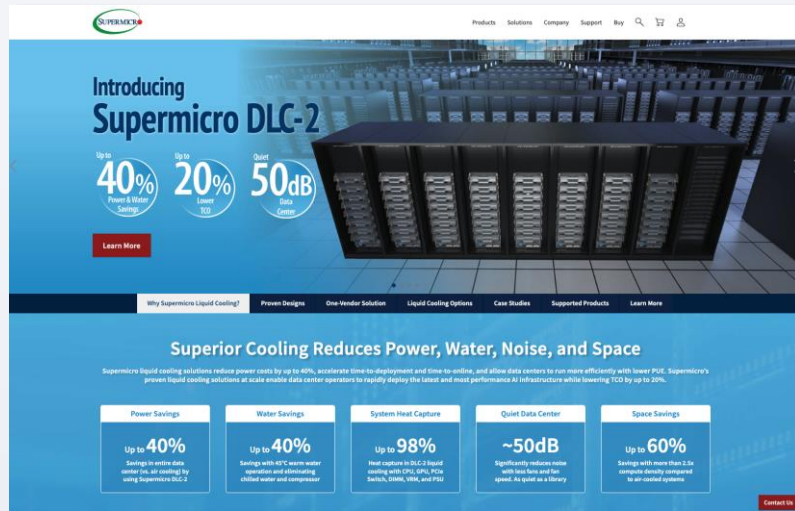 SUPERMICRO
Products Solutions Company Support Buy
Introducing
Supermicro DLC-2
Up to
40%
Power & Water
Savings
Up to
20%
Lower
TCO
Quiet
50dB
Data
Center
Learn More
Why Supermicro Liquid Cooling? Proven Designs One-Vendor Solution Liquid Cooling Options Case Studies Supported Products Learn More
Superior Cooling Reduces Power, Water, Noise, and Space
Supermicro liquid cooling solutions reduce power costs by up to 40%, accelerate time-to-deployment and time-to-online, and allow data centers to run more efficiently with lower PUE. Supermicro's
proven liquid cooling solutions at scale enable data center operators to rapidly deploy the latest and most performance AI infrastructure while lowering TCO by up to 20%.
Power Savings
Up to 40%
Savings in entire data
center (vs. air cooling) by
using Supermicro DLC-2
Water Savings
Up to 40%
Savings with 45°C warm water
operation and eliminating
chilled water and compressor
System Heat Capture
Up to 98%
Heat capture in DLC-2 liquid
cooling with CPU, GPU, PCIe
Switch, DIMM, VRM, and PSU
Quiet Data Center
~50dB
Significantly reduces noise
with less fans and fan
speed. As quiet as a library
Space Savings
Up to 60%
Savings with more than 2.5x
compute density compared
to air-cooled systems
Contact Us